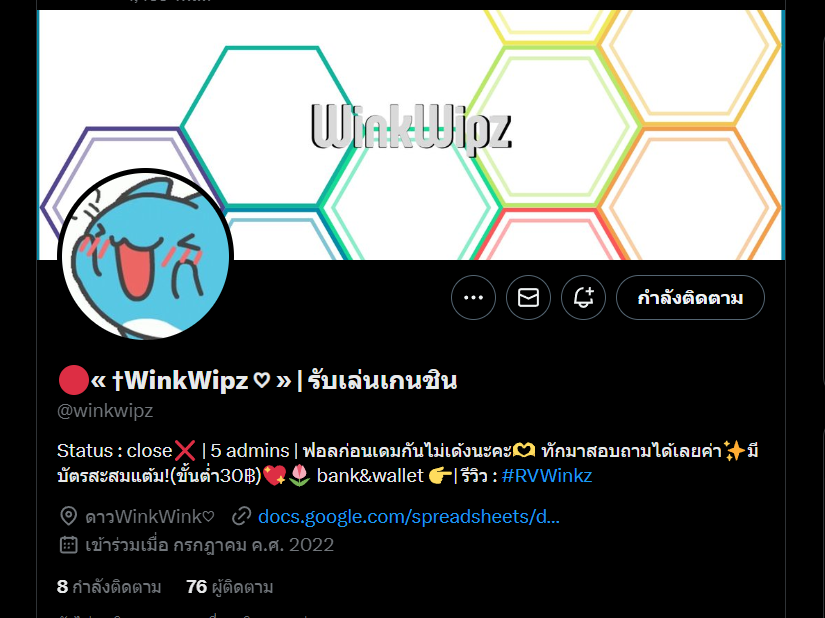 WinkWipz
กำลังติดตาม
🔴« †WinkWipz ♡ » | รับเล่นเกนชิน
@winkwipz
Status : close❌ | 5 admins | ฟอลก่อนเดมกันไม่เด้งนะคะ🫶 ทักมาสอบถามได้เลยค่า✨มี
บัตรสะสมแต้ม!(ขั้นต่ำ30฿)💖🌷 bank&wallet 👉| รีวิว : #RVWinkz
ดาวWinkWink♡ docs.google.com/spreadsheets/d...
เข้าร่วมเมื่อ กรกฎาคม ค.ศ. 2022
8 กำลังติดตาม 76 ผู้ติดตาม